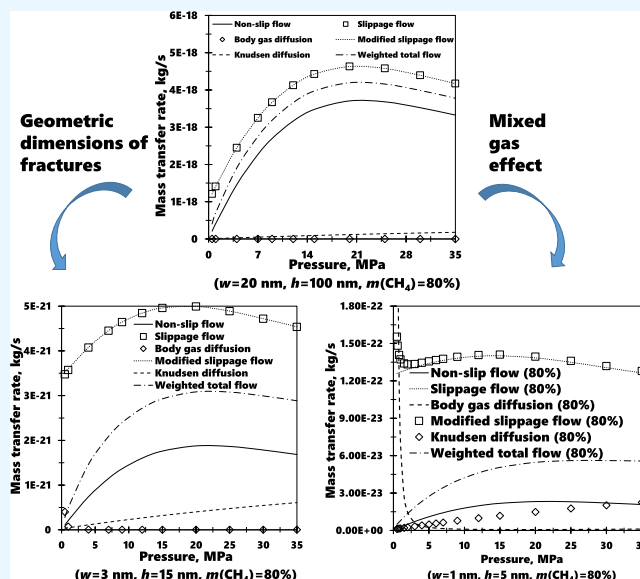 6E-18
5E-18
4E-18
3E-18
2E-18
1E-18
0
Mass transfer rate, kg/s
Non-slip flow
Slippage flow
Body gas diffusion
Modified slippage flow
Knudsen diffusion
Weighted total flow
0 7 14 21 28 35
Pressure, MPa
(w=20 nm, h=100 nm, m(CH₄)=80%)
Geometric
dimensions of
fractures
Mixed
gas
effect
5E-21
4E-21
3E-21
2E-21
1E-21
0
Mass transfer rate, kg/s
Non-slip flow
Slippage flow
Body gas diffusion
Modified slippage flow
Knudsen diffusion
Weighted total flow
0 5 10 15 20 25 30 35
Pressure, MPa
(w=3 nm, h=15 nm, m(CH₄)=80%)
1.80E-22
1.50E-22
1.20E-22
9.00E-23
6.00E-23
3.00E-23
0.00E+00
Mass transfer rate, kg/s
Non-slip flow (80%)
Slippage flow (80%)
Body gas diffusion (80%)
Modified slippage flow (80%)
Knudsen diffusion (80%)
Weighted total flow (80%)
0 5 10 15 20 25 30 35
Pressure, MPa
(w=1 nm, h=5 nm, m(CH₄)=80%)